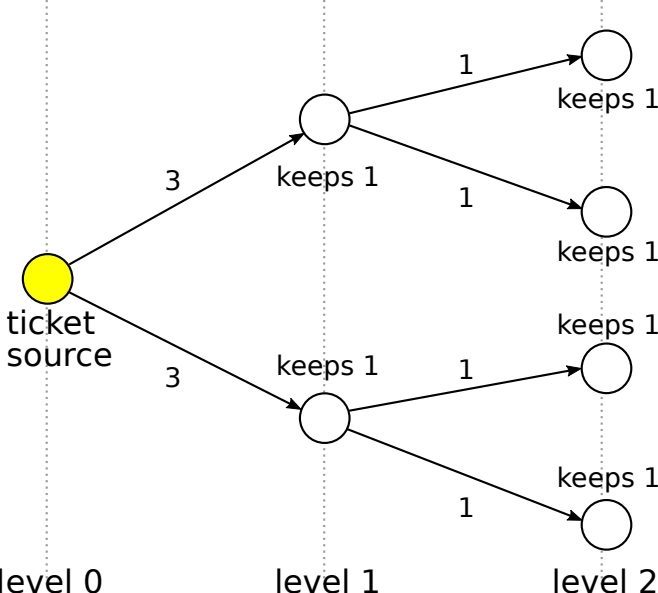 1
keeps 1
3
keeps 1
1
keeps 1
ticket
source
keeps 1
keeps 1
3
1
keeps 1
1
level 0
level 1
level 2